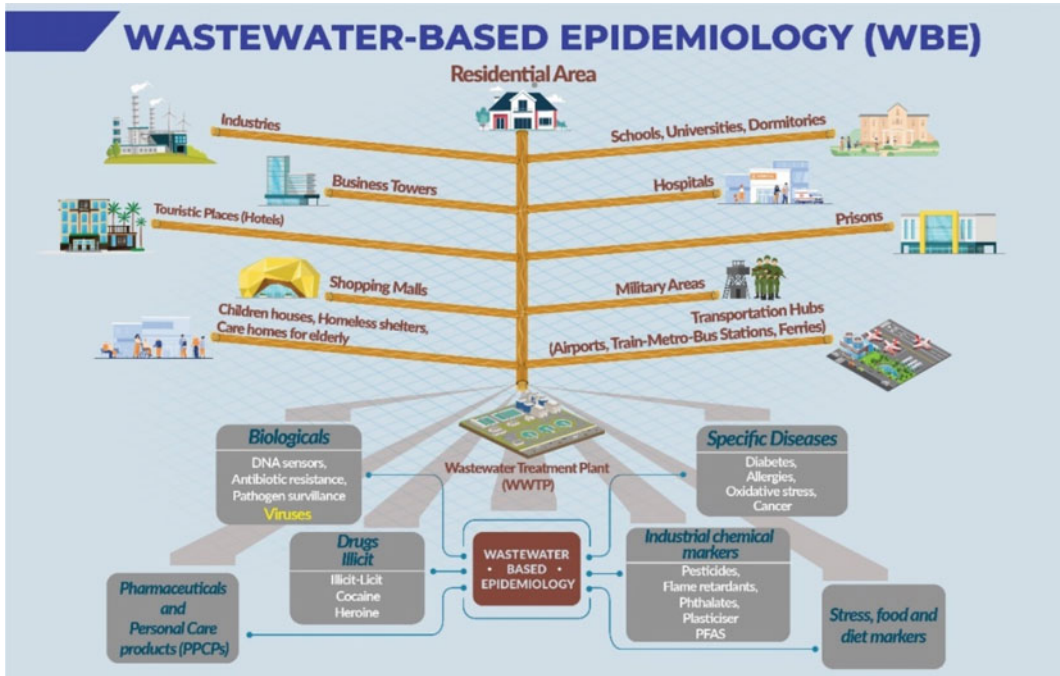 WASTEWATER-BASED EPIDEMIOLOGY (WBE)
Residential Area
Industries
Schools, Universities, Dormitories
Business Towers
Hospitals
Touristic Places (Hotels)
Prisons
Shopping Malls
Military Areas
Children houses, Homeless shelters,
Care homes for elderly
Transportation Hubs
(Airports, Train-Metro-Bus Stations, Ferries)
Wastewater Treatment Plant
(WWTP)
Biologicals
DNA sensors,
Antibiotic resistance,
Pathogen survillance
Viruses
Specific Diseases
Diabetes,
Allergies,
Oxidative stress,
Cancer
Drugs
Illicit
Illicit-Licit
Cocaine
Heroine
WASTEWATER
• BASED •
EPIDEMIOLOGY
Industrial chemical
markers
Pesticides,
Flame retardants,
Phthalates,
Plasticiser
PFAS
Pharmaceuticals
and
Personal Care
products (PPCPs)
Stress, food and
diet markers